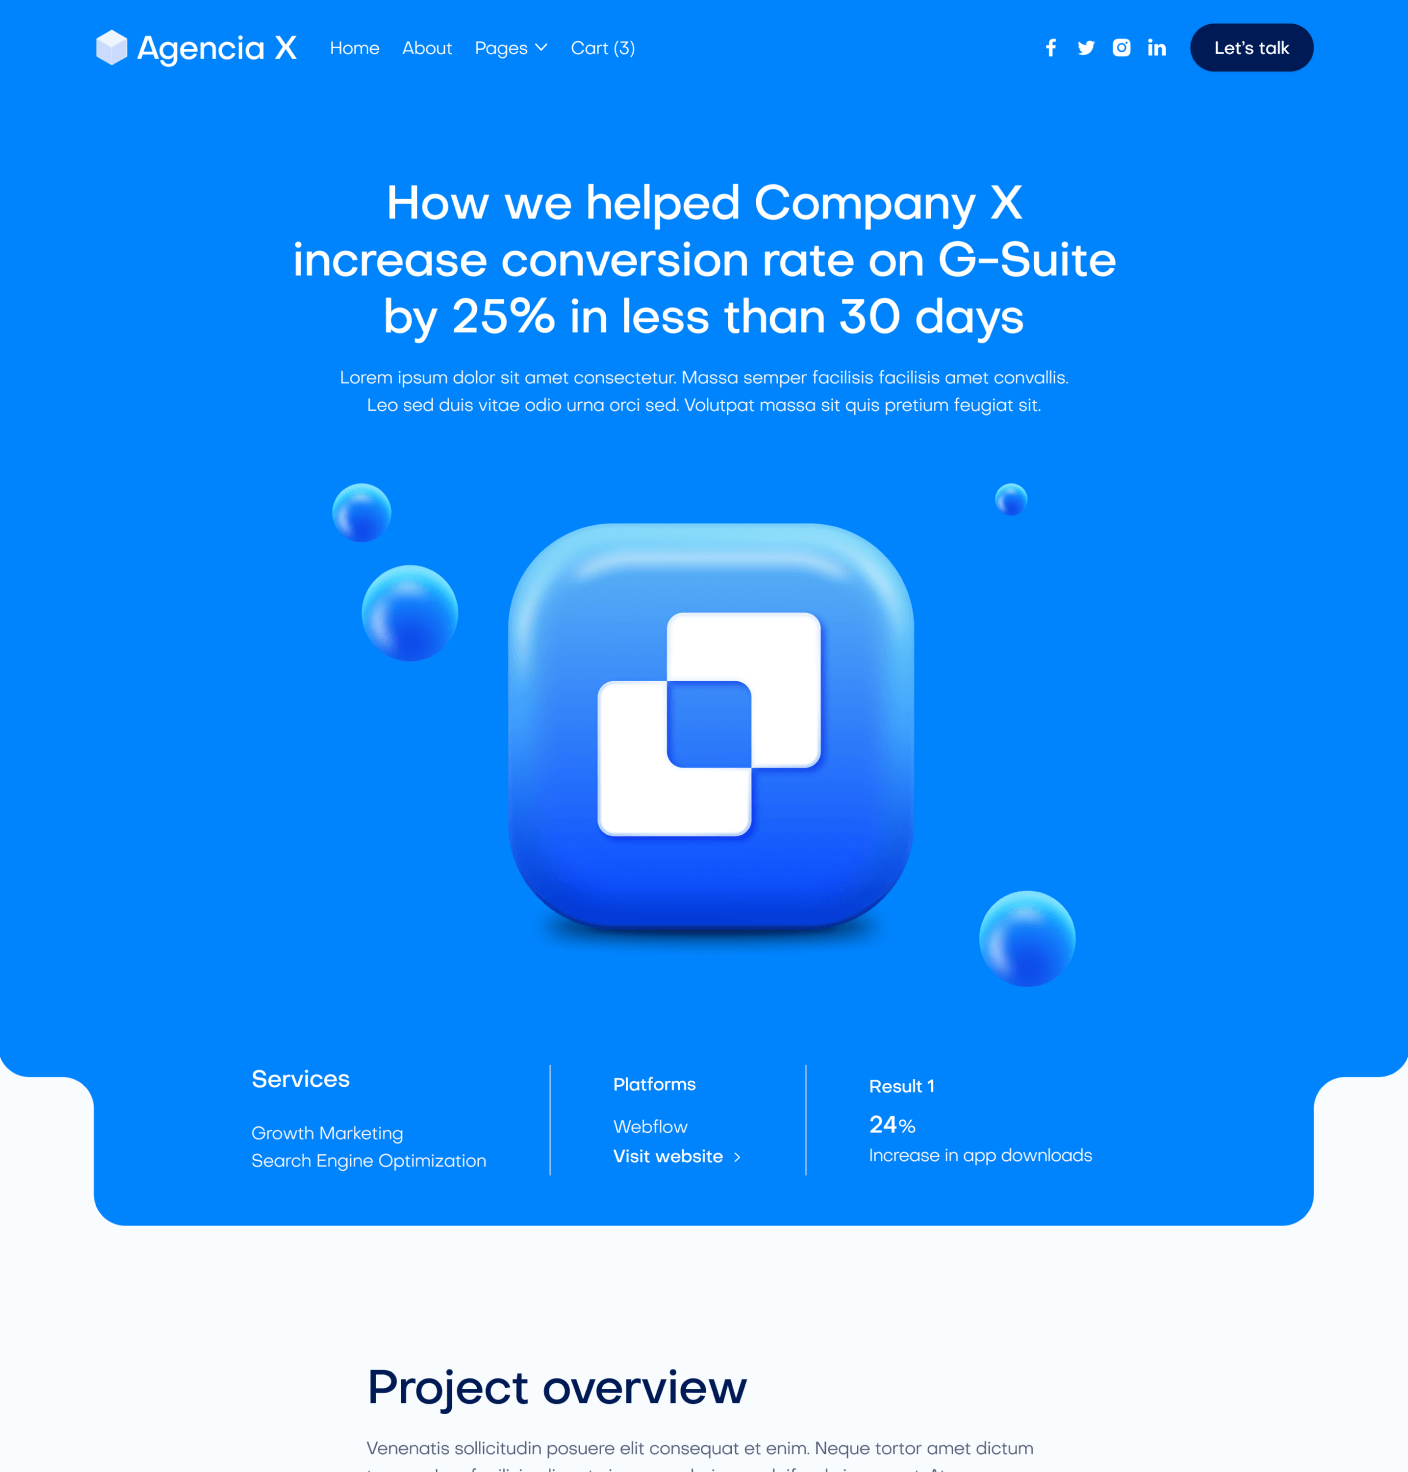 Agencia X
Home
About
Pages
Cart (3)
Let's talk
How we helped Company X
increase conversion rate on G-Suite
by 25% in less than 30 days
Lorem ipsum dolor sit amet consectetur. Massa semper facilisis facilisis amet convallis.
Leo sed duis vitae odio urna orci sed. Volutpat massa sit quis pretium feugiat sit.
Services
Growth Marketing
Search Engine Optimization
Platforms
Webflow
Visit website
Result 1
24%
Increase in app downloads
Project overview
Venenatis sollicitudin posuere elit consequat et enim. Neque tortor amet dictum